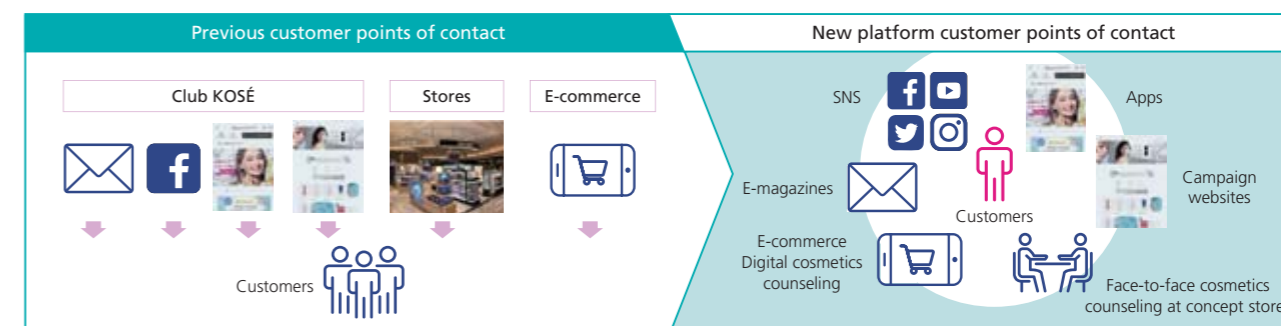 Previous customer points of contact
New platform customer points of contact
Club KOSÉ
Stores
E-commerce
Customers
SNS
Apps
E-magazines
Customers
Campaign
websites
E-commerce
Digital cosmetics
counseling
Face-to-face cosmetics
counseling at concept store